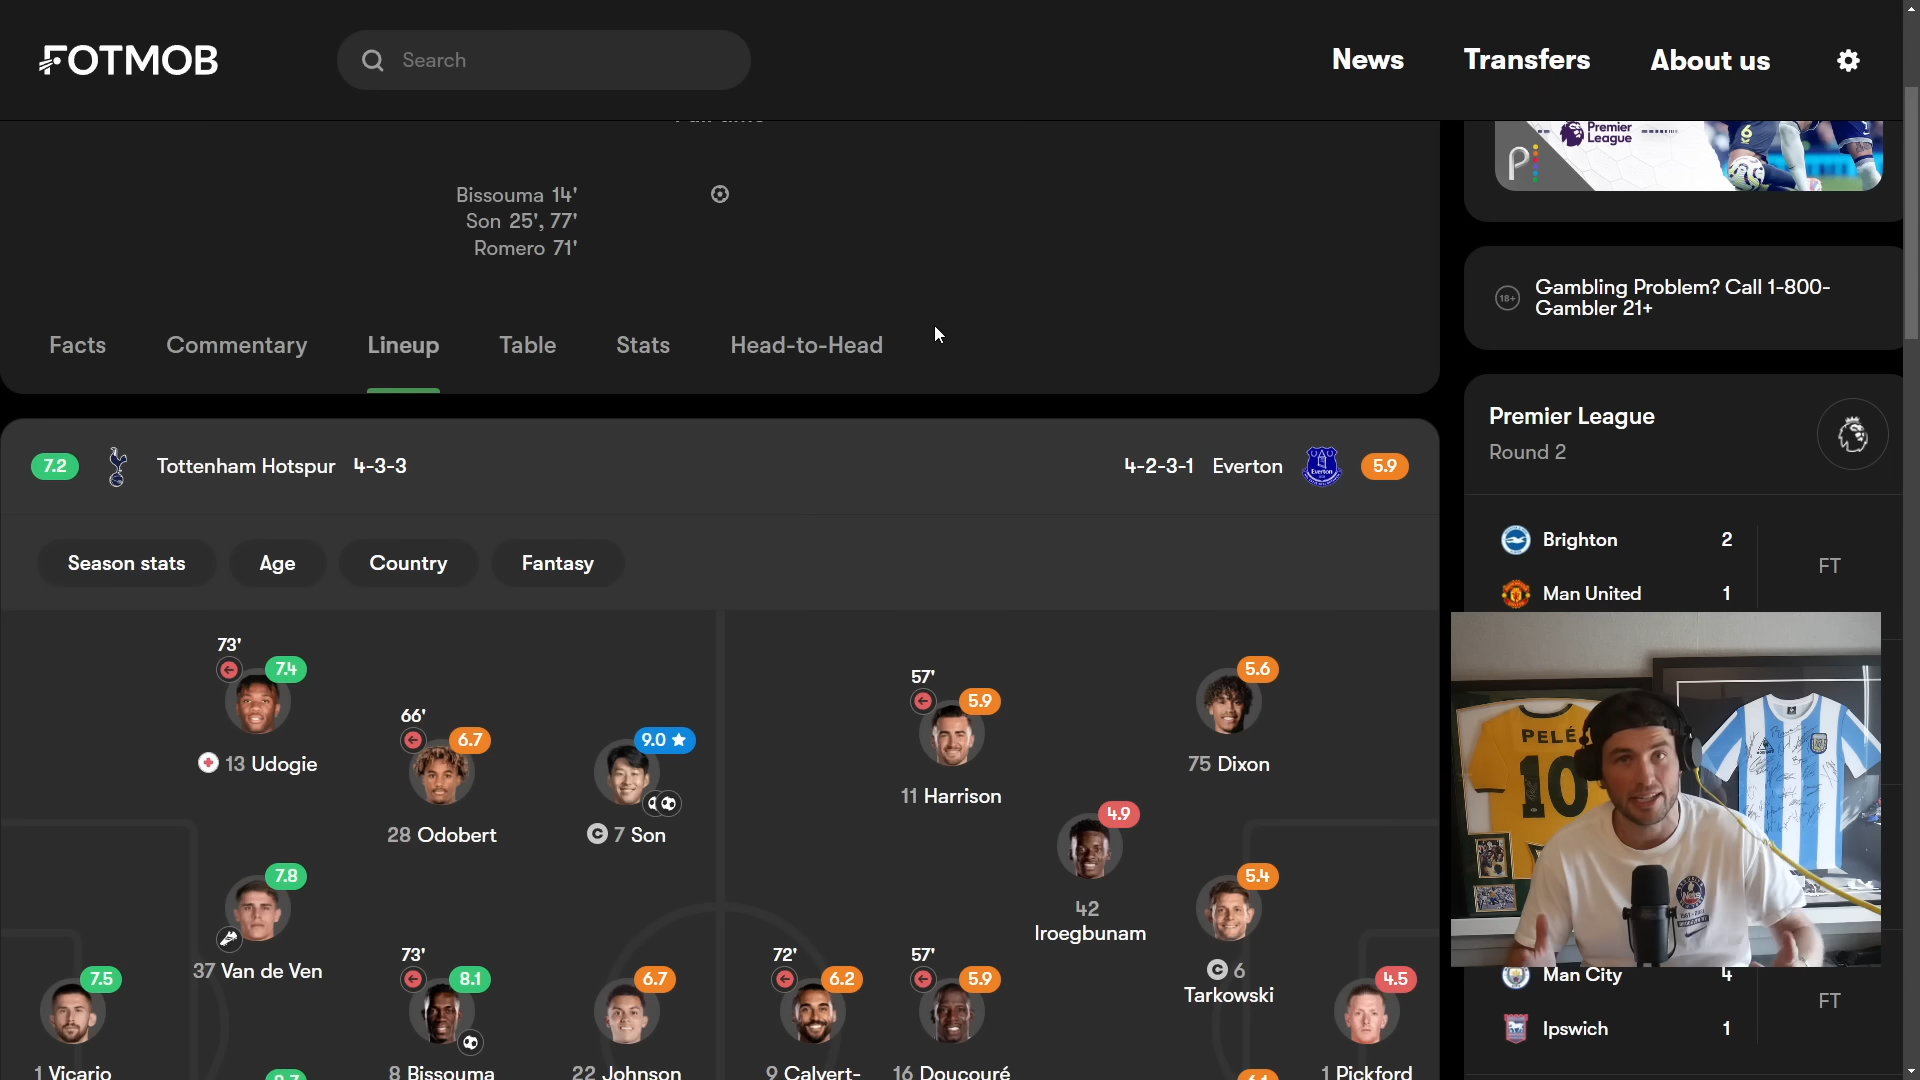 FOTMOB
Search
News
Transfers
About us
Bissouma 14'
Son 25', 77'
Romero 71'
Premier
League
6
P
18+
Gambling Problem? Call 1-800-
Gambler 21+
Facts
Commentary
Lineup
Table
Stats
Head-to-Head
Premier League
Round 2
7.2
Tottenham Hotspur 4-3-3
4-2-3-1 Everton
Everton
5.9
Season stats
Age
Country
Fantasy
Brighton 2
FT
Man United 1
73'
7.4
13 Udogie
66'
6.7
28 Odobert
9.0
C 7 Son
57'
5.9
11 Harrison
5.6
75 Dixon
4.9
42
Iroegbunam
5.4
C 6
Tarkowski
7.8
37 Van de Ven
7.5
1 Vicario
73'
8.1
8 Bissouma
6.7
22 Johnson
72'
6.2
9 Calvert-
57'
5.9
16 Doucouré
4.5
1 Pickford
PELÉ
10
Man City 4
FT
Ipswich 1